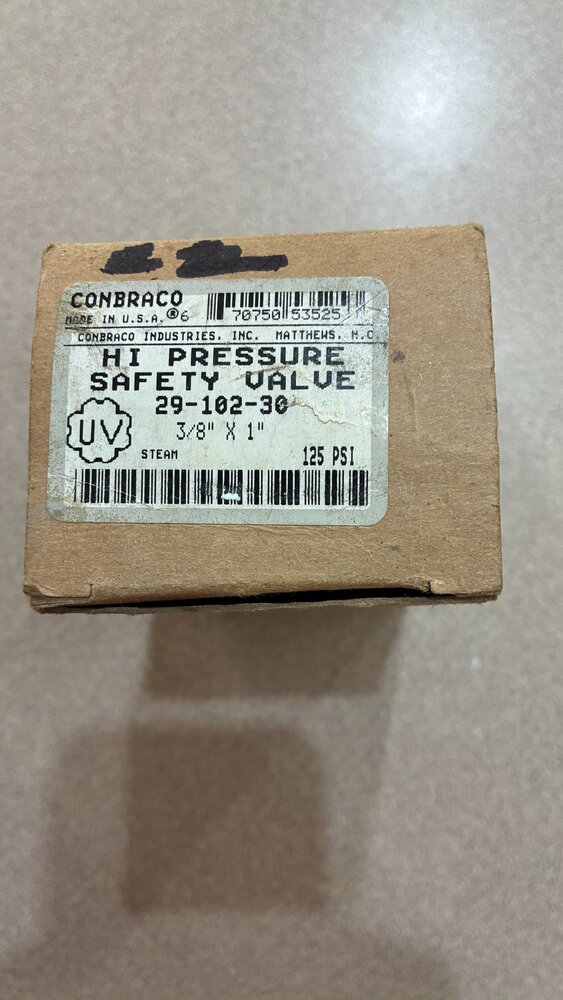 CONBRACO
MADE IN U.S.A. ® 6 70750 53525
CONBRACO INDUSTRIES, INC. MATTHEWS, N.C.
HI PRESSURE
SAFETY VALVE
29-102-30
3/8" X 1"
UV
STEAM 125 PSI